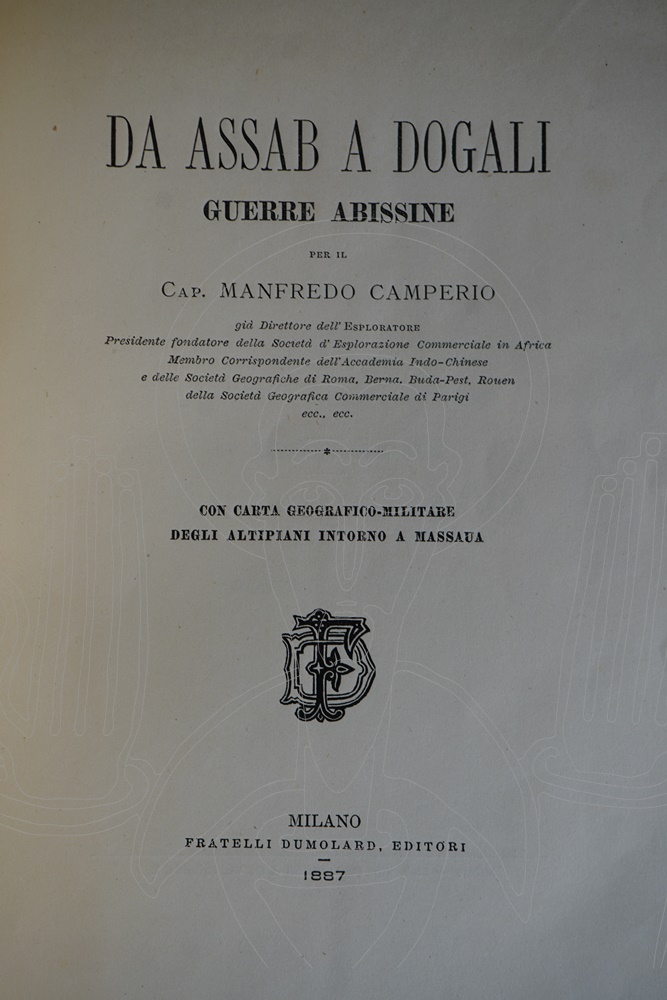 DA ASSAB A DOGALI
GUERRE ABISSINE
PER IL
CAP. MANFREDO CAMPERIO
già Direttore dell' ESPLORATORE
Presidente fondatore della Società d' Esplorazione Commerciale in Africa
Membro Corrispondente dell'Accademia Indo-Chinese
e delle Società Geografiche di Roma, Berna, Buda-Pest, Rouen
della Società Geografica Commerciale di Parigi
ecc., ecc.
CON CARTA GEOGRAFICO-MILITARE
DEGLI ALTIPIANI INTORNO A MASSAUA
FD
MILANO
FRATELLI DUMOLARD, EDITORI
1887